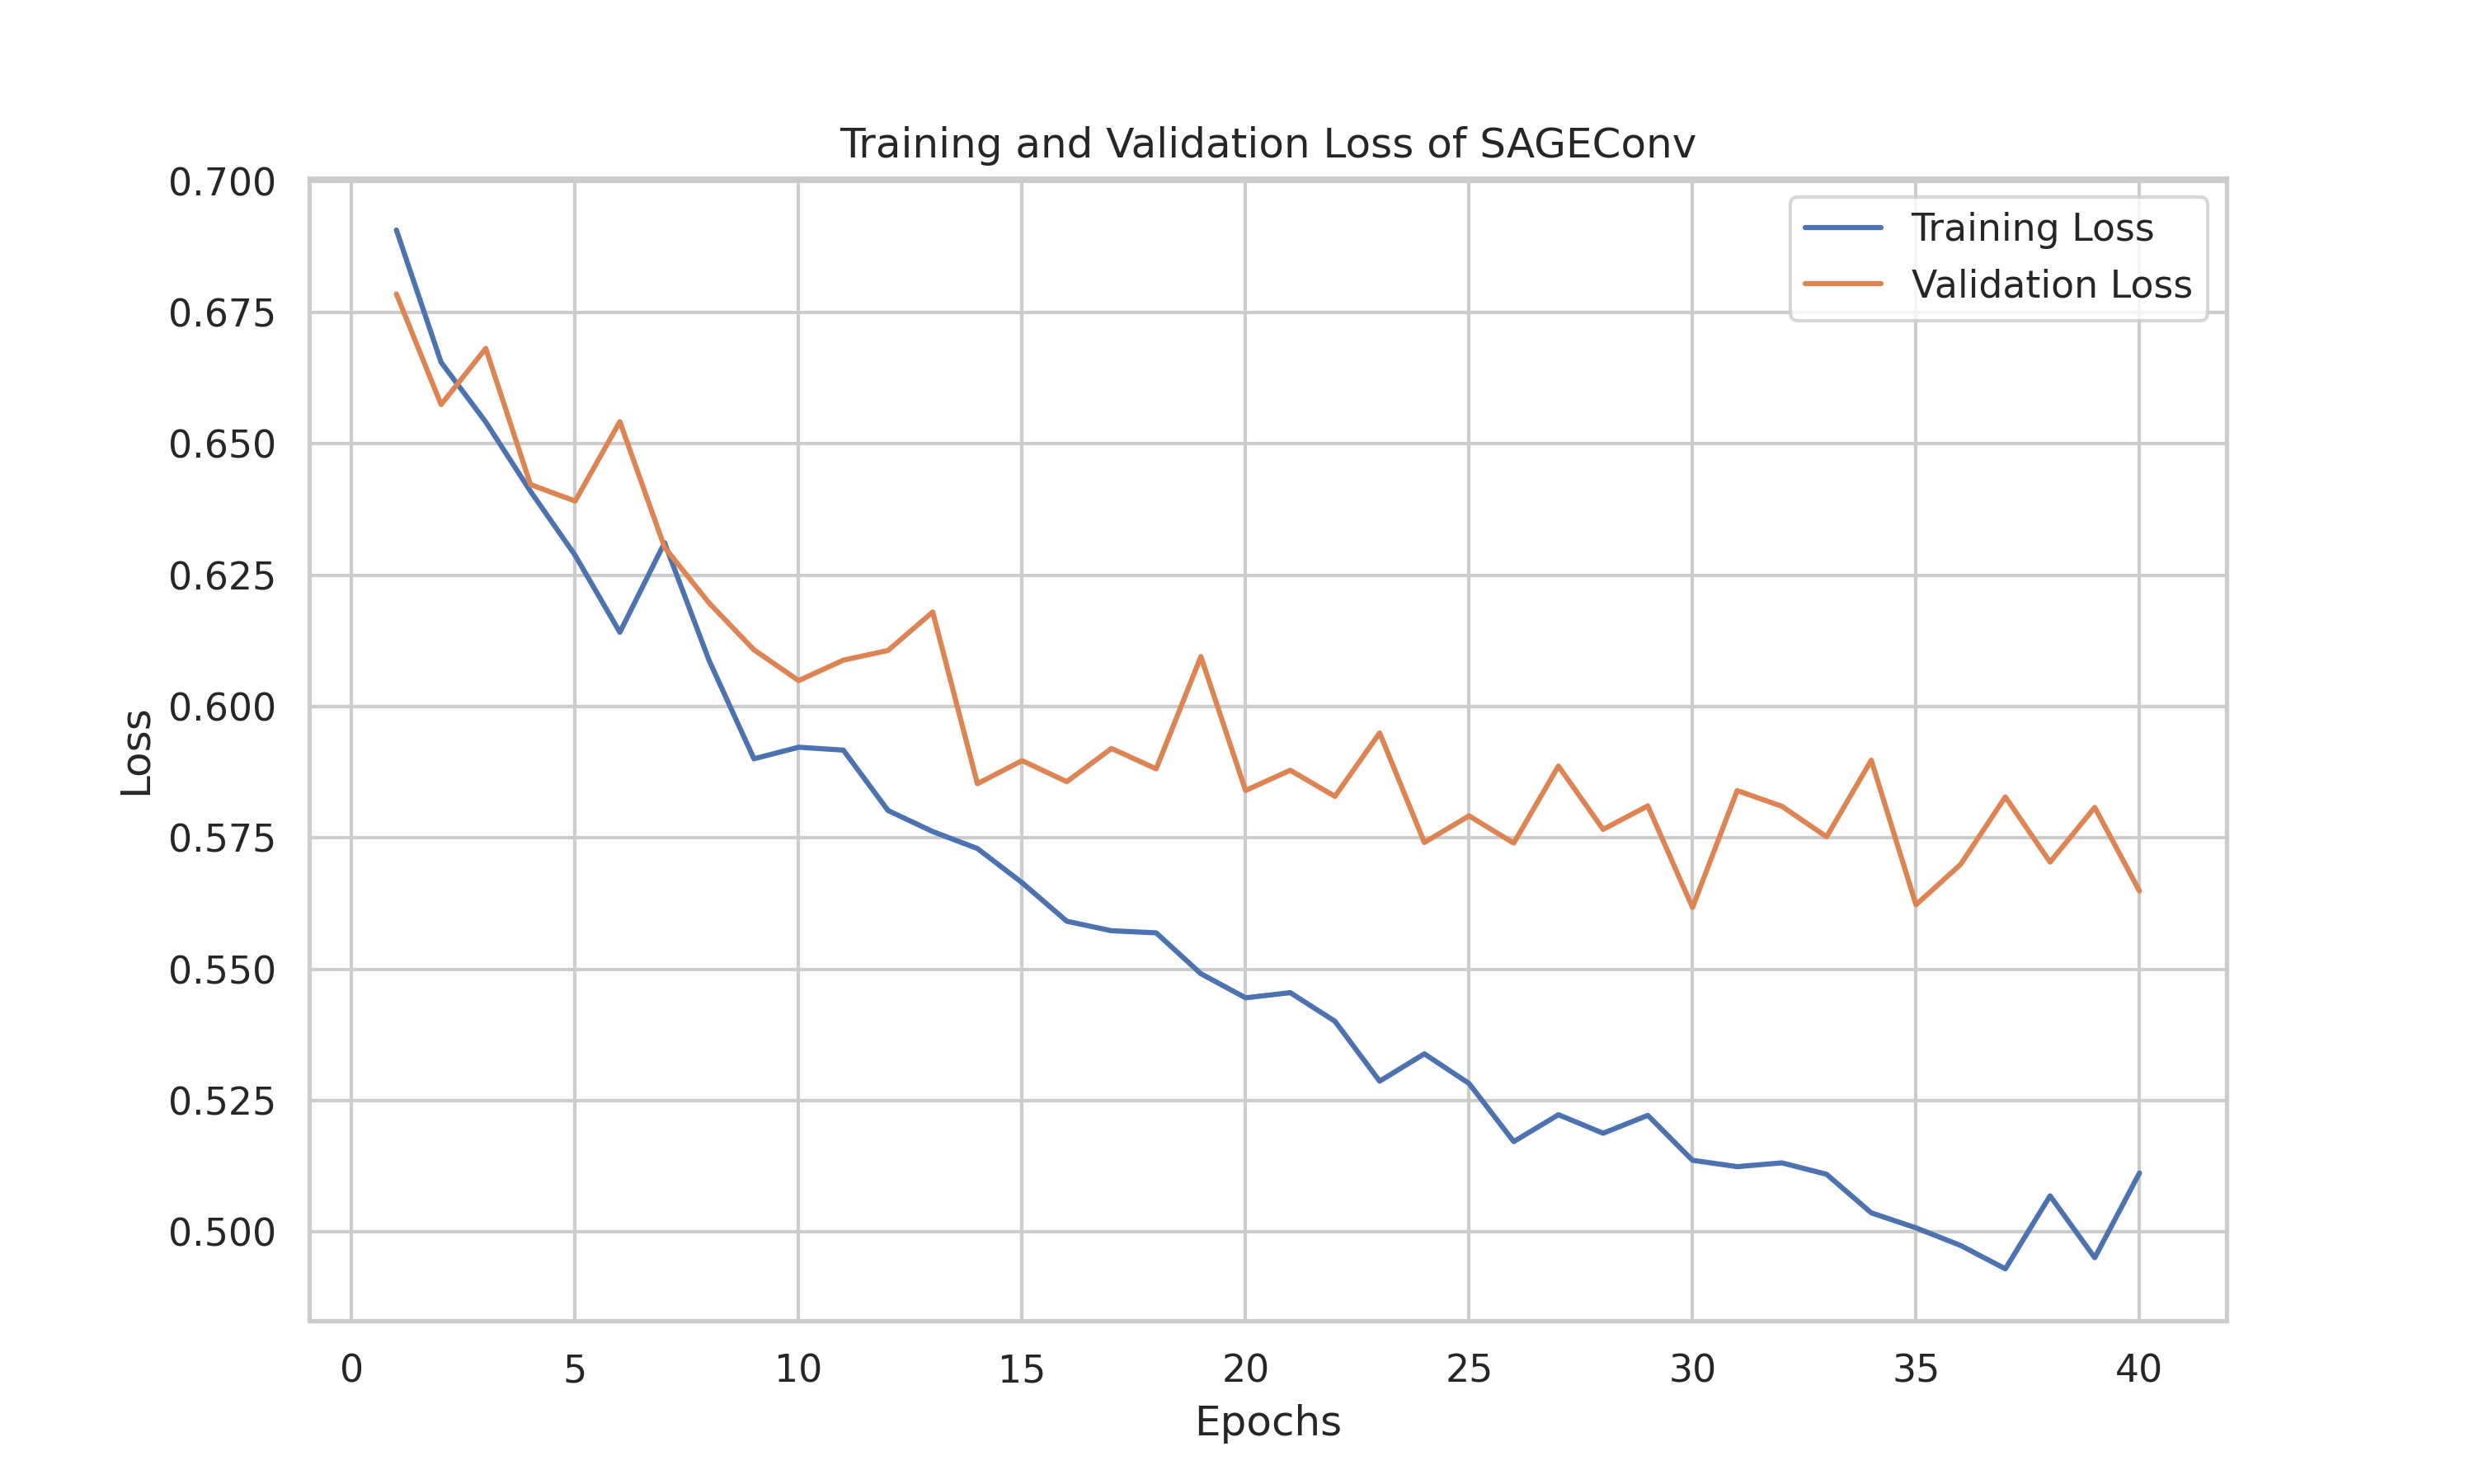 Training and Validation Loss of SAGEConv
Training Loss
Validation Loss
Loss
0.700
0.675
0.650
0.625
0.600
0.575
0.550
0.525
0.500
0 5 10 15 20 25 30 35 40
Epochs